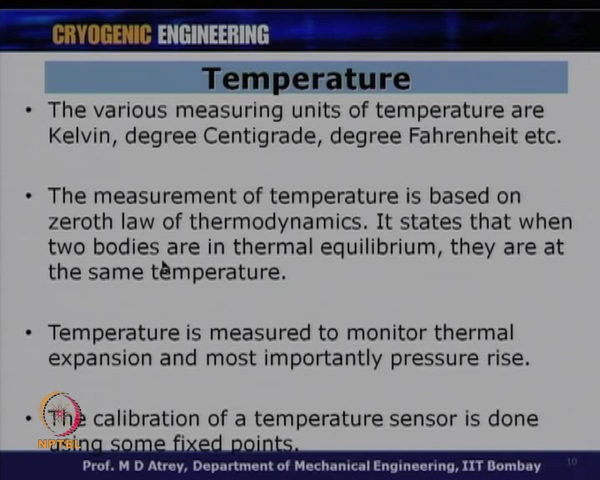 CRYOGENIC ENGINEERING
Temperature
• The various measuring units of temperature are
Kelvin, degree Centigrade, degree Fahrenheit etc.
• The measurement of temperature is based on
zeroth law of thermodynamics. It states that when
two bodies are in thermal equilibrium, they are at
the same temperature.
• Temperature is measured to monitor thermal
expansion and most importantly pressure rise.
• The calibration of a temperature sensor is done
using some fixed points.
NPTEL
Prof. M D Atrey, Department of Mechanical Engineering, IIT Bombay
10